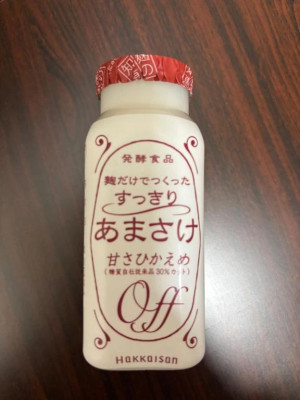 発酵食品
麹だけでつくった
すっきり
あまさけ
甘さひかえめ
(糖質自社従来品30%カット)
Off
Hakkaisan